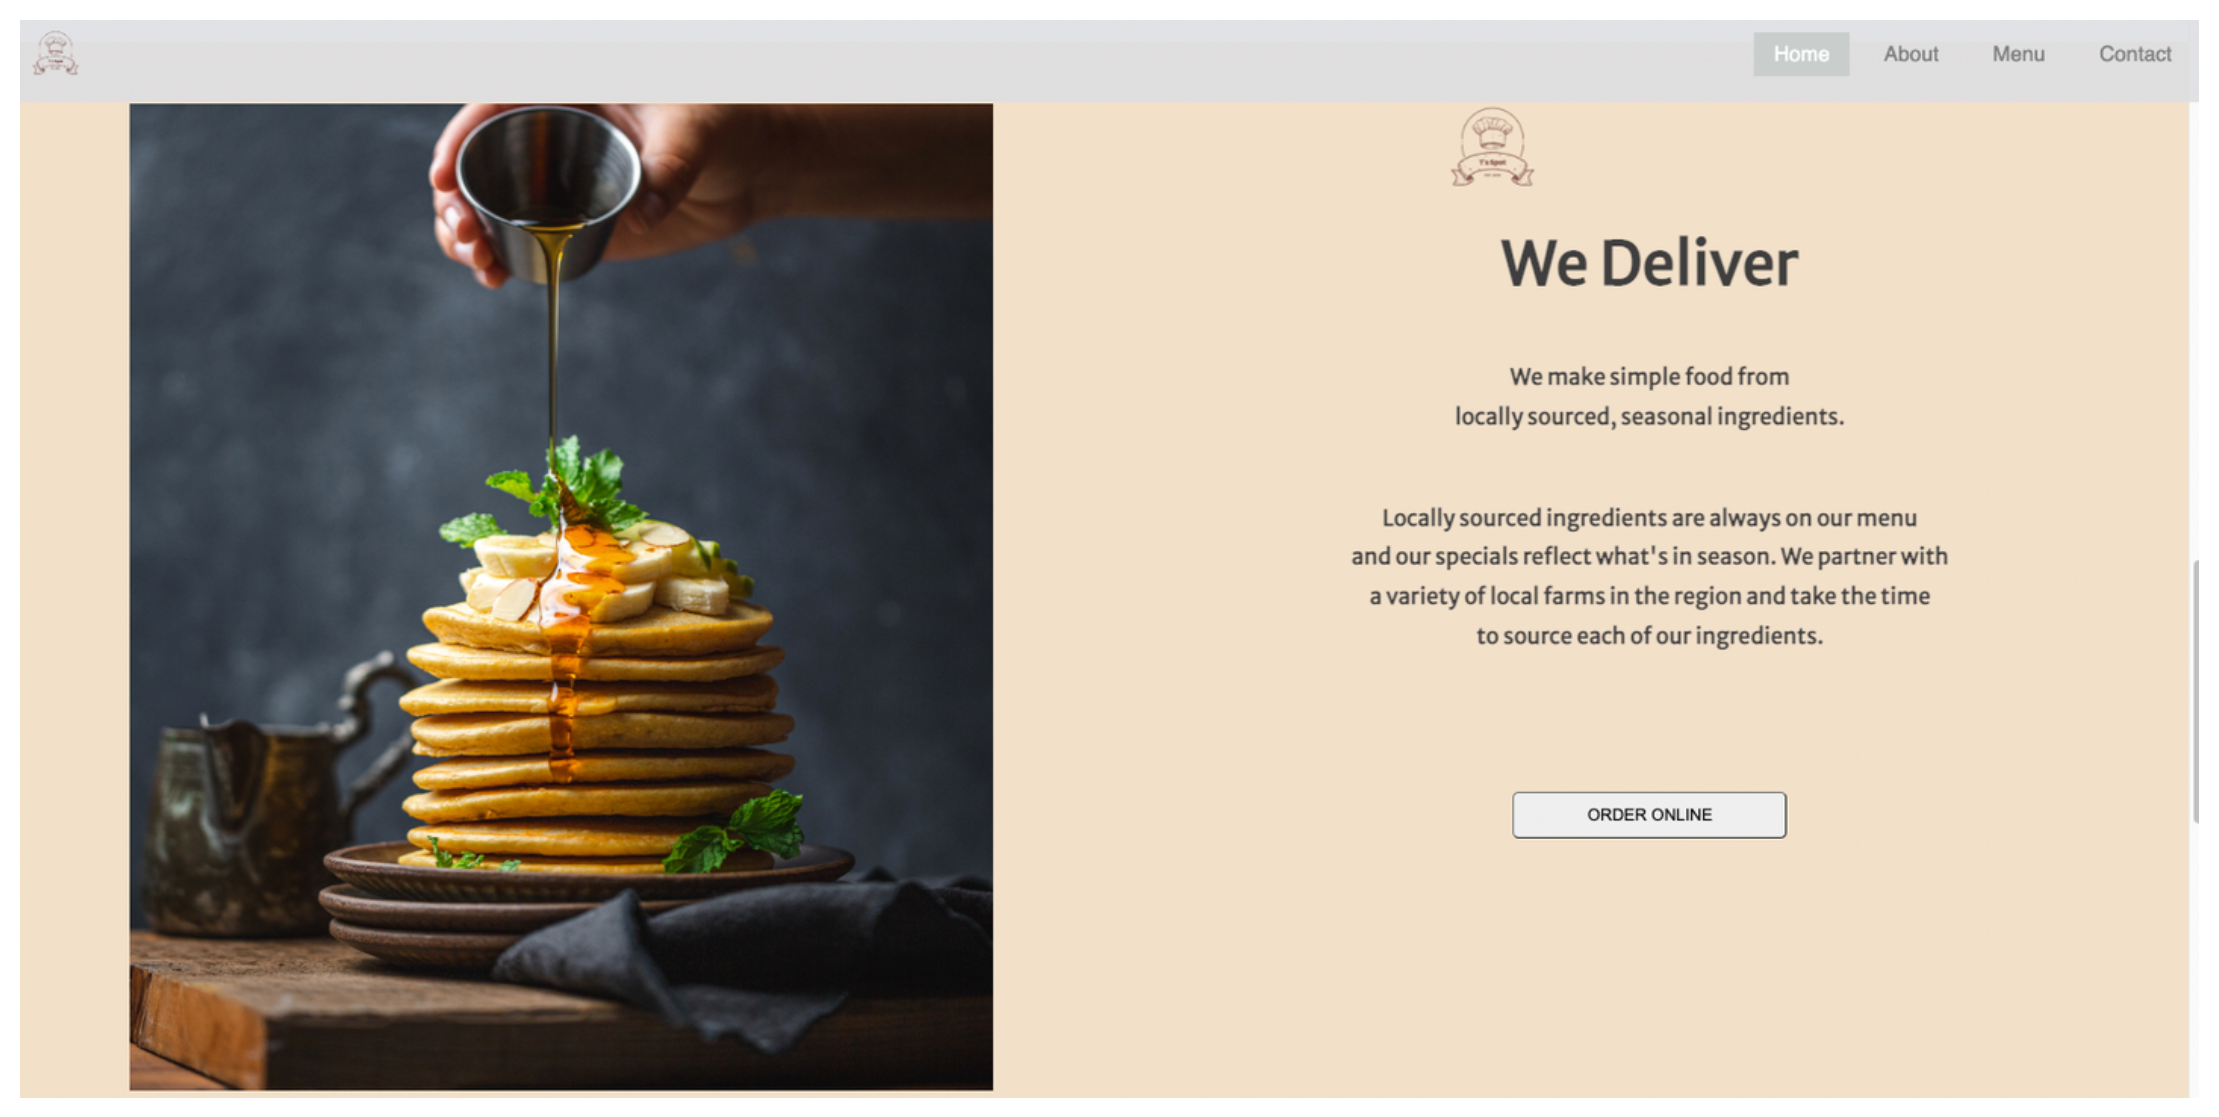 Home
About
Menu
Contact
T's Spot
We Deliver
We make simple food from
locally sourced, seasonal ingredients.
Locally sourced ingredients are always on our menu
and our specials reflect what's in season. We partner with
a variety of local farms in the region and take the time
to source each of our ingredients.
ORDER ONLINE